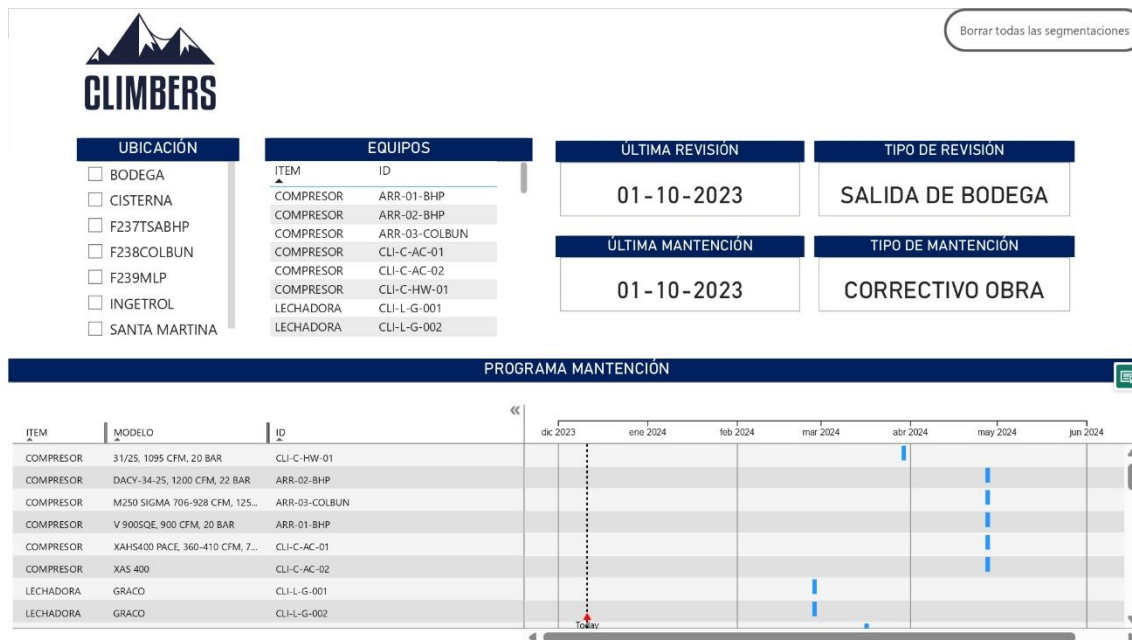 Borrar todas las segmentaciones
CLIMBERS
UBICACIÓN
BODEGA
CISTERNA
F237TSABHP
F238COLBUN
F239MLP
INGETROL
SANTA MARTINA
EQUIPOS
ITEM ID
COMPRESOR ARR-01-BHP
COMPRESOR ARR-02-BHP
COMPRESOR ARR-03-COLBUN
COMPRESOR CLI-C-AC-01
COMPRESOR CLI-C-AC-02
COMPRESOR CLI-C-HW-01
LECHADORA CLI-L-G-001
LECHADORA CLI-L-G-002
ÚLTIMA REVISIÓN
01-10-2023
TIPO DE REVISIÓN
SALIDA DE BODEGA
ÚLTIMA MANTENCIÓN
01-10-2023
TIPO DE MANTENCIÓN
CORRECTIVO OBRA
PROGRAMA MANTENCIÓN
ITEM MODELO ID
dic 2023 ene 2024 feb 2024 mar 2024 abr 2024 may 2024 jun 2024
COMPRESOR 31/25, 1095 CFM, 20 BAR CLI-C-HW-01
COMPRESOR DACY-34-25, 1200 CFM, 22 BAR ARR-02-BHP
COMPRESOR M250 SIGMA 706-928 CFM, 125... ARR-03-COLBUN
COMPRESOR V 900SQE, 900 CFM, 20 BAR ARR-01-BHP
COMPRESOR XAHS400 PACE, 360-410 CFM, 7... CLI-C-AC-01
COMPRESOR XAS 400 CLI-C-AC-02
LECHADORA GRACO CLI-L-G-001
LECHADORA GRACO CLI-L-G-002
Today